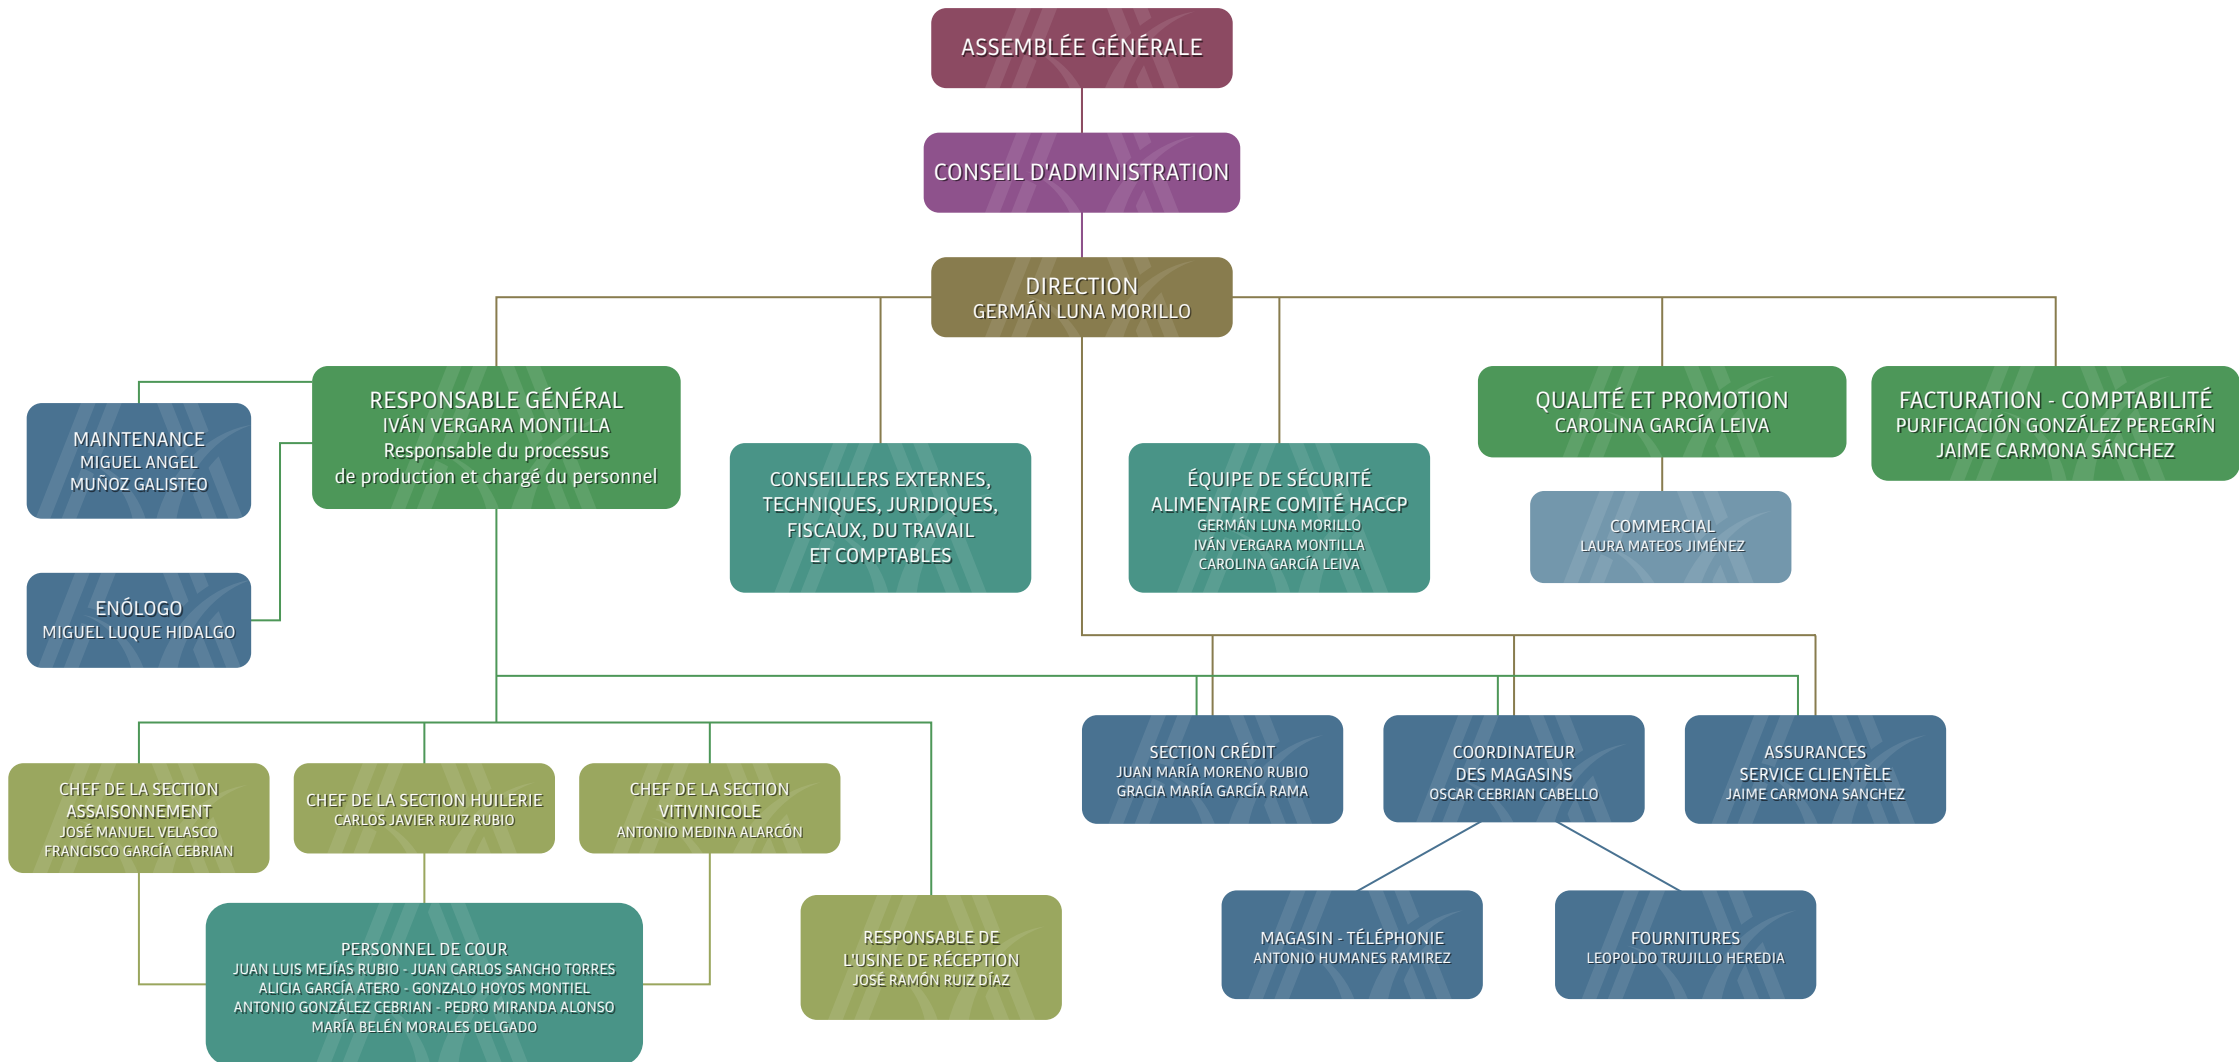 ASSEMBLÉE GÉNÉRALE
CONSEIL D'ADMINISTRATION
DIRECTION
GERMÁN LUNA MORILLO
RESPONSABLE GÉNÉRAL
IVÁN VERGARA MONTILLA
Responsable du processus
de production et chargé du personnel
MAINTENANCE
MIGUEL ANGEL
MUÑOZ GALISTEO
ENÓLOGO
MIGUEL LUQUE HIDALGO
CONSEILLERS EXTERNES,
TECHNIQUES, JURIDIQUES,
FISCAUX, DU TRAVAIL
ET COMPTABLES
ÉQUIPE DE SÉCURITÉ
ALIMENTAIRE COMITÉ HACCP
GERMÁN LUNA MORILLO
IVÁN VERGARA MONTILLA
CAROLINA GARCÍA LEIVA
QUALITÉ ET PROMOTION
CAROLINA GARCÍA LEIVA
COMMERCIAL
LAURA MATEOS JIMÉNEZ
FACTURATION - COMPTABILITÉ
PURIFICACIÓN GONZÁLEZ PEREGRÍN
JAIME CARMONA SÁNCHEZ
CHEF DE LA SECTION
ASSAISONNEMENT
JOSÉ MANUEL VELASCO
FRANCISCO GARCÍA CEBRIAN
CHEF DE LA SECTION HUILERIE
CARLOS JAVIER RUIZ RUBIO
CHEF DE LA SECTION
VITIVINICOLE
ANTONIO MEDINA ALARCÓN
SECTION CRÉDIT
JUAN MARÍA MORENO RUBIO
GRACIA MARÍA GARCÍA RAMA
COORDINATEUR
DES MAGASINS
OSCAR CEBRIAN CABELLO
ASSURANCES
SERVICE CLIENTÈLE
JAIME CARMONA SANCHEZ
PERSONNEL DE COUR
JUAN LUIS MEJÍAS RUBIO - JUAN CARLOS SANCHO TORRES
ALICIA GARCÍA ATERO - GONZALO HOYOS MONTIEL
ANTONIO GONZÁLEZ CEBRIAN - PEDRO MIRANDA ALONSO
MARÍA BELÉN MORALES DELGADO
RESPONSABLE DE
L'USINE DE RÉCEPTION
JOSÉ RAMÓN RUIZ DÍAZ
MAGASIN - TÉLÉPHONIE
ANTONIO HUMANES RAMIREZ
FOURNITURES
LEOPOLDO TRUJILLO HEREDIA